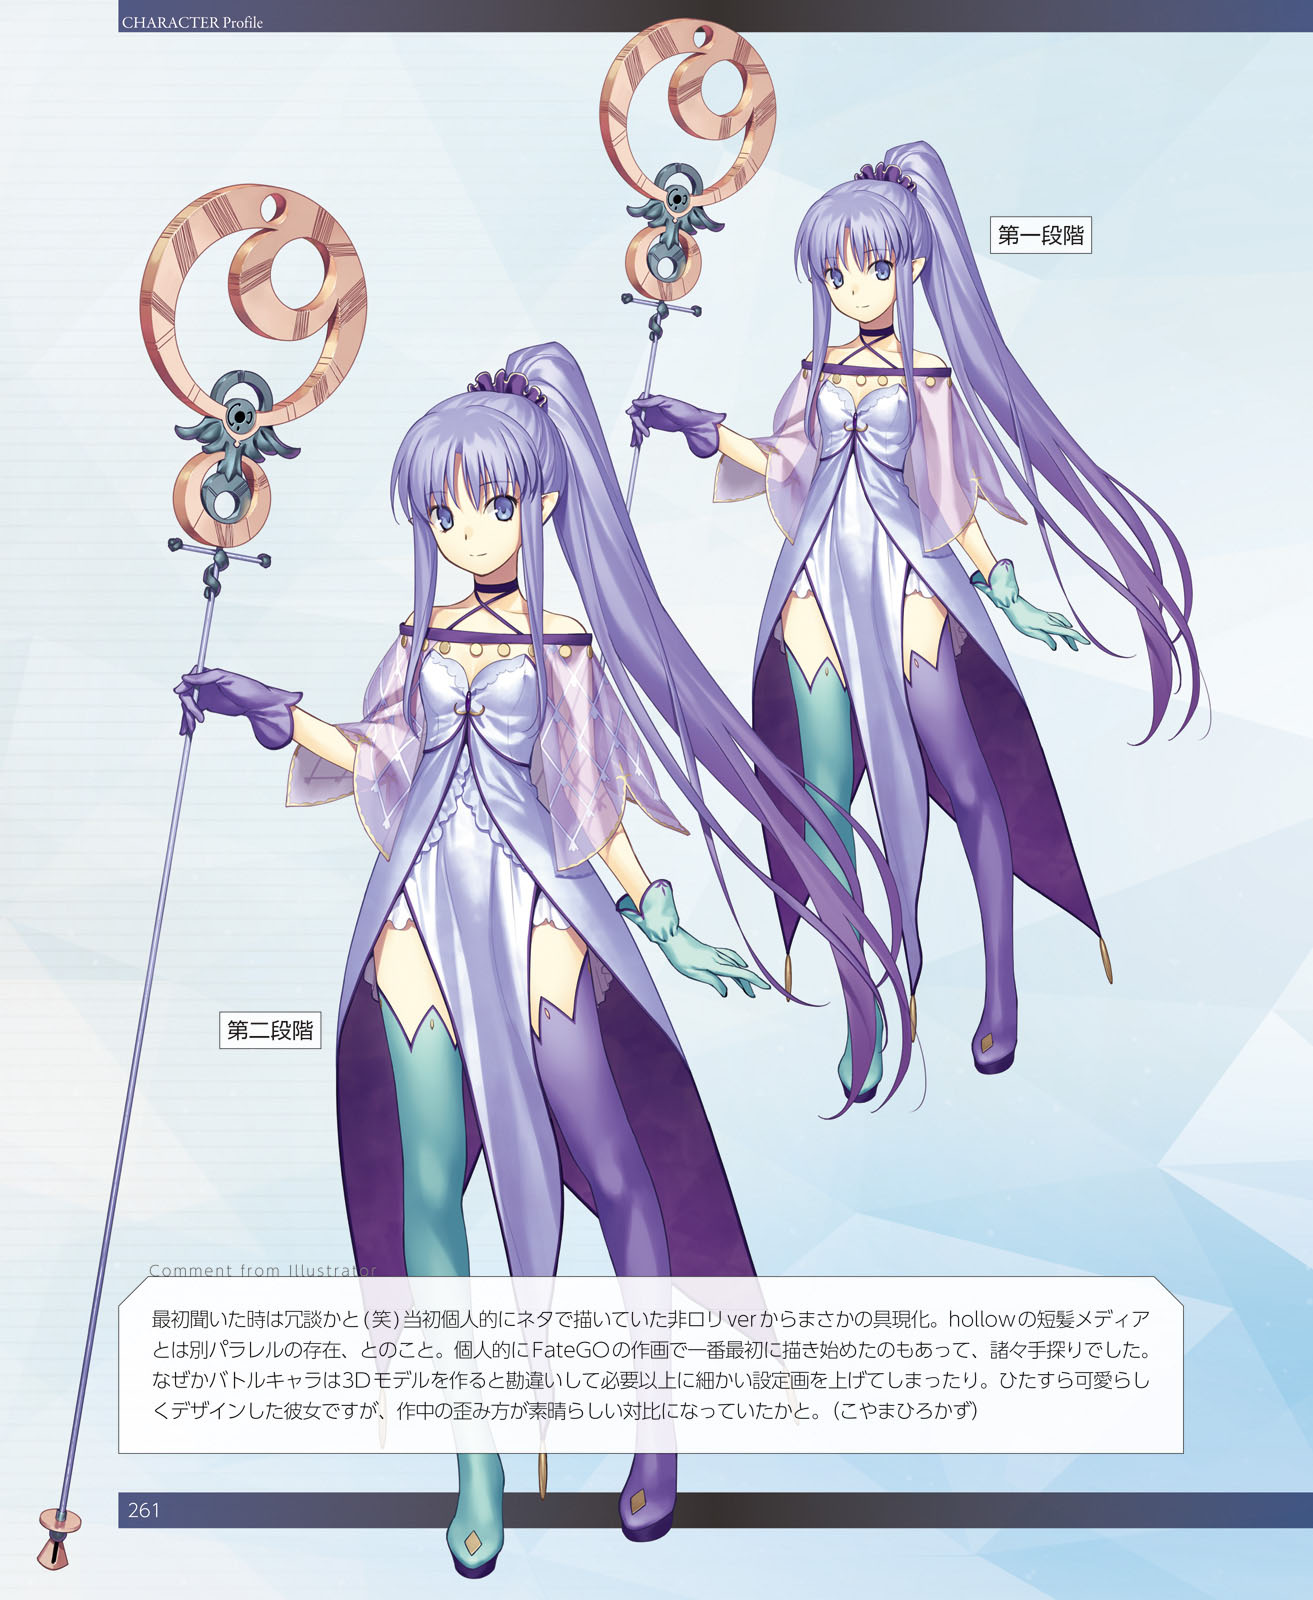 CHARACTER Profile
第一段階
第二段階
Comment from Illustrator
最初聞いた時は冗談かと(笑)当初個人的にネタで描いていた非ロリverからまさかの具現化。hollowの短髪メディア
とは別パラレルの存在、とのこと。個人的にFateGOの作画で一番最初に描き始めたのもあって、諸々手探りでした。
なぜかバトルキャラは3Dモデルを作ると勘違いして必要以上に細かい設定画を上げてしまったり。ひたすら可愛らし
くデザインした彼女ですが、作中の歪み方が素晴らしい対比になっていたかと。(こやまひろかず)
261